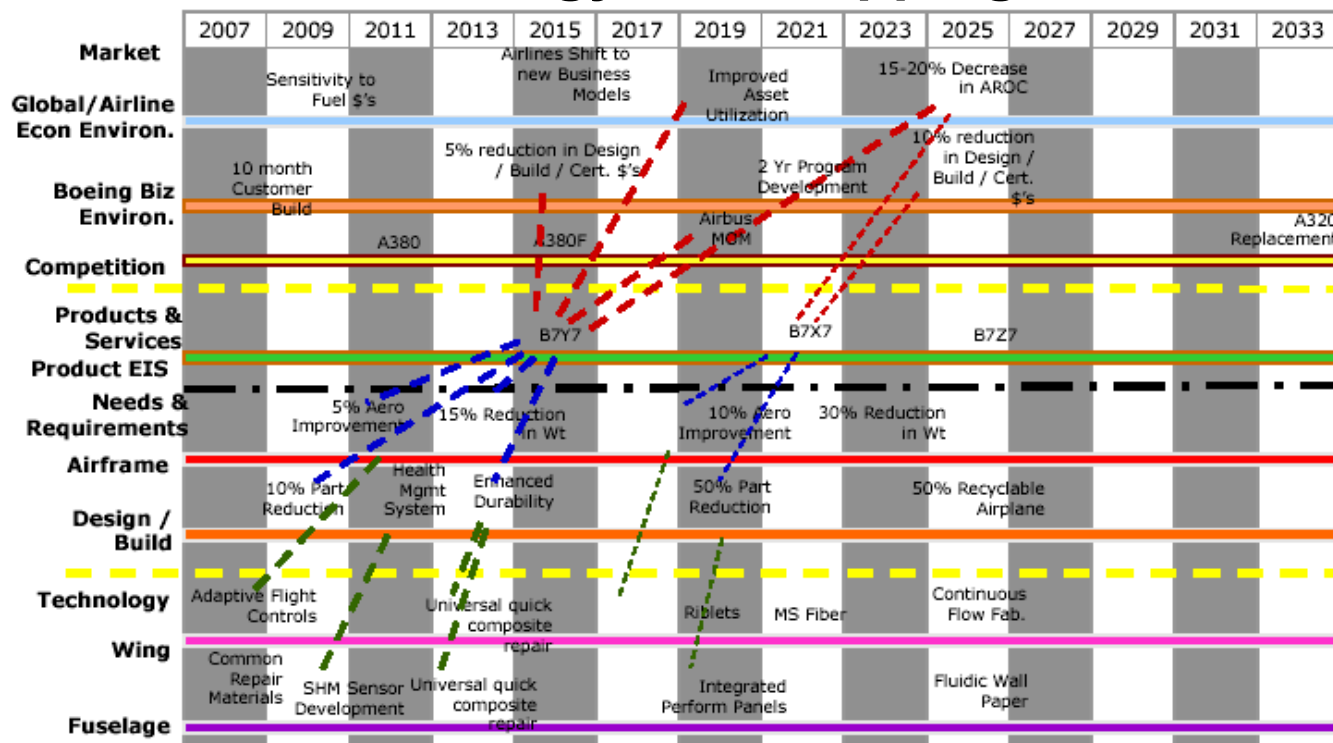 2007 2009 2011 2013 2015 2017 2019 2021 2023 2025 2027 2029 2031 2033
Market
Sensitivity to
Fuel $'s
Airlines Shift to
new Business
Models
Improved
Asset
Utilization
15-20% Decrease
in AROC
Global/Airline
Econ Environ.
10 month
Customer
Build
5% reduction in Design
/ Build / Cert. $'s
2 Yr Program
Development
10% reduction
in Design /
Build / Cert.
$'s
Boeing Biz
Environ.
A380
A380F
Airbus
MOM
A320
Replacement
Competition
Products &
Services
B7Y7
B7X7
B7Z7
Product EIS
Needs &
Requirements
5% Aero
Improvement
15% Reduction
in Wt
10% Aero
Improvement
30% Reduction
in Wt
Airframe
10% Part
Reduction
Health
Mgmt
System
Enhanced
Durability
50% Part
Reduction
50% Recyclable
Airplane
Design /
Build
Technology
Adaptive Flight
Controls
Universal quick
composite
repair
Riblets
MS Fiber
Continuous
Flow Fab.
Wing
Common
Repair
Materials
SHM Sensor
Development
Universal quick
composite
repair
Integrated
Perform Panels
Fluidic Wall
Paper
Fuselage